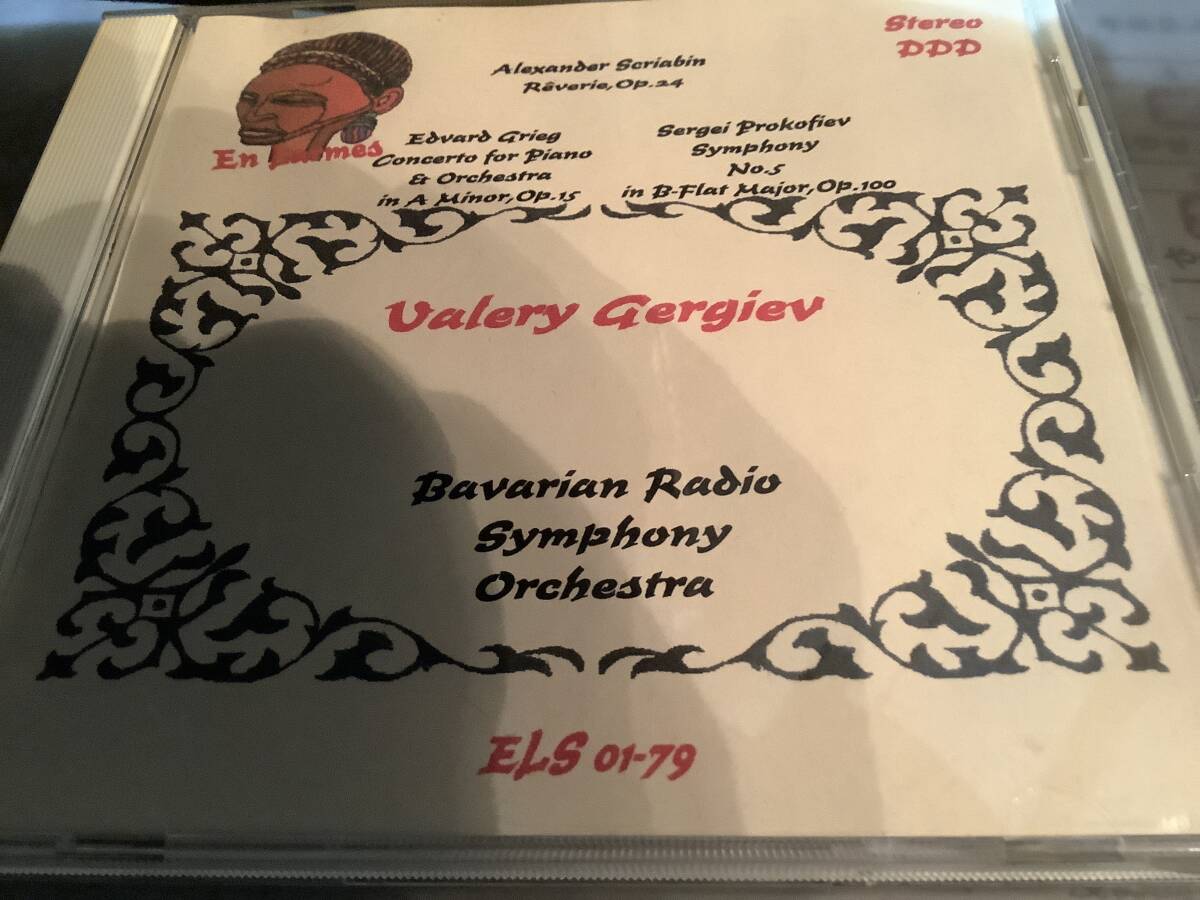 Stereo
DDD
Alexander Scriabin
Rêverie,Op.24
En
Edvard Grieg
Concerto for Piano
& Orchestra
in A Minor,Op.15
Sergei Prokofiev
Symphony
No.5
in B-Flat Major,Op.100
Valery Gergiev
Bavarian Radio
Symphony
Orchestra
ELS 01-79